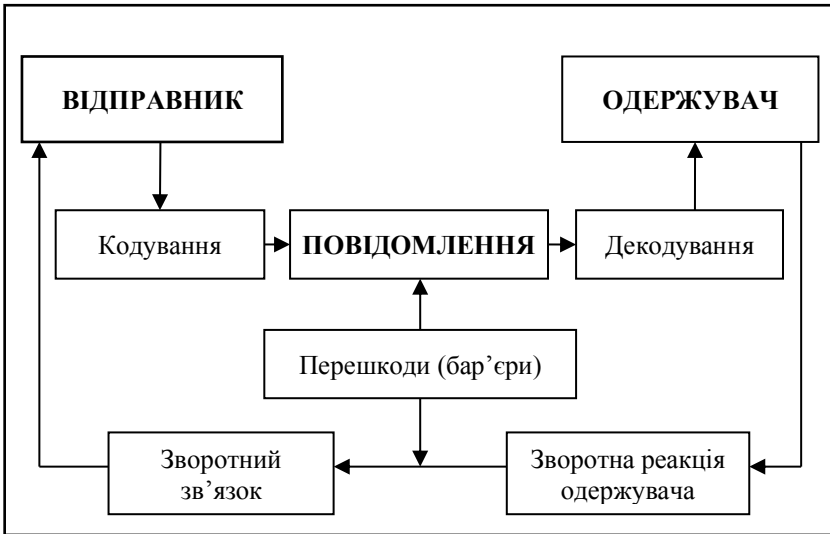 ВІДПРАВНИК
ОДЕРЖУВАЧ
Кодування
ПОВІДОМЛЕННЯ
Декодування
Перешкоди (бар’єри)
Зворотний
зв’язок
Зворотна реакція
одержувача